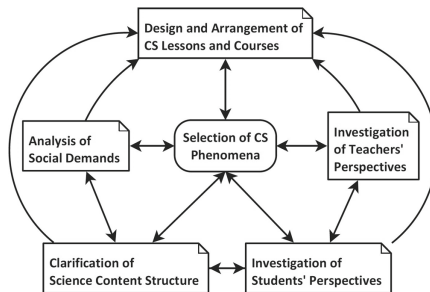 Design and Arrangement of
CS Lessons and Courses
Analysis of
Social Demands
Selection of CS
Phenomena
Investigation
of Teachers'
Perspectives
Clarification of
Science Content Structure
Investigation of
Students' Perspectives